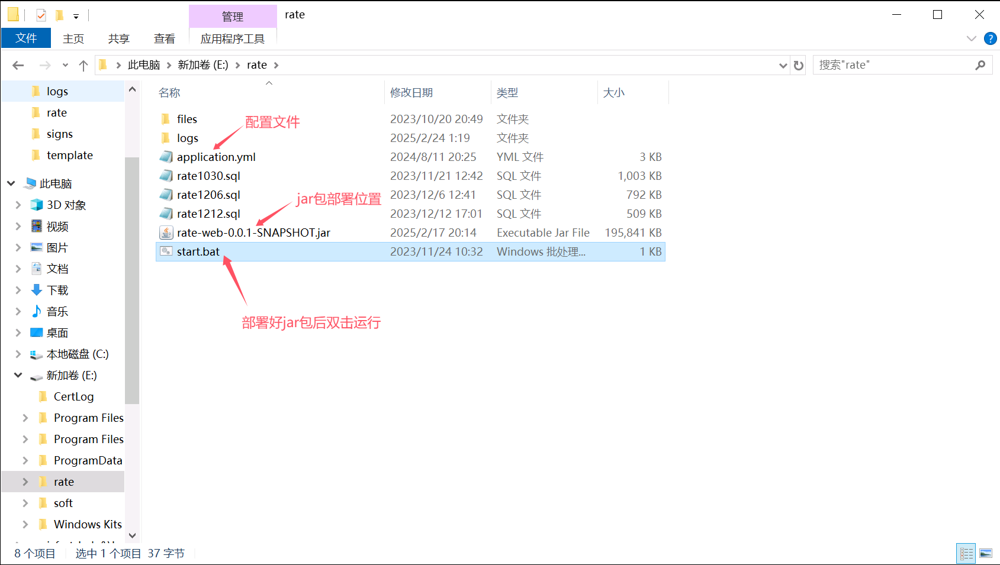 管理
rate
文件
主页
共享
查看
应用程序工具
此电脑
新加卷 (E:)
rate
搜索"rate"
logs
rate
signs
template
此电脑
3D 对象
视频
图片
文档
下载
音乐
桌面
本地磁盘 (C:)
新加卷 (E:)
CertLog
Program Files
Program Files
ProgramData
rate
soft
Windows Kits
名称 修改日期 类型 大小
files 2023/10/20 20:49 文件夹
配置文件
logs 2025/2/24 1:19 文件夹
application.yml 2024/8/11 20:25 YML 文件 3 KB
rate1030.sql 2023/11/21 12:42 SQL 文件 1,003 KB
rate1206.sql 2023/12/6 12:41 SQL 文件 792 KB
jar包部署位置
rate1212.sql 2023/12/12 17:01 SQL 文件 509 KB
rate-web-0.0.1-SNAPSHOT.jar 2025/2/17 20:14 Executable Jar File 195,841 KB
start.bat 2023/11/24 10:32 Windows 批处理... 1 KB
部署好jar包后双击运行
8 个项目 选中 1 个项目 37 字节